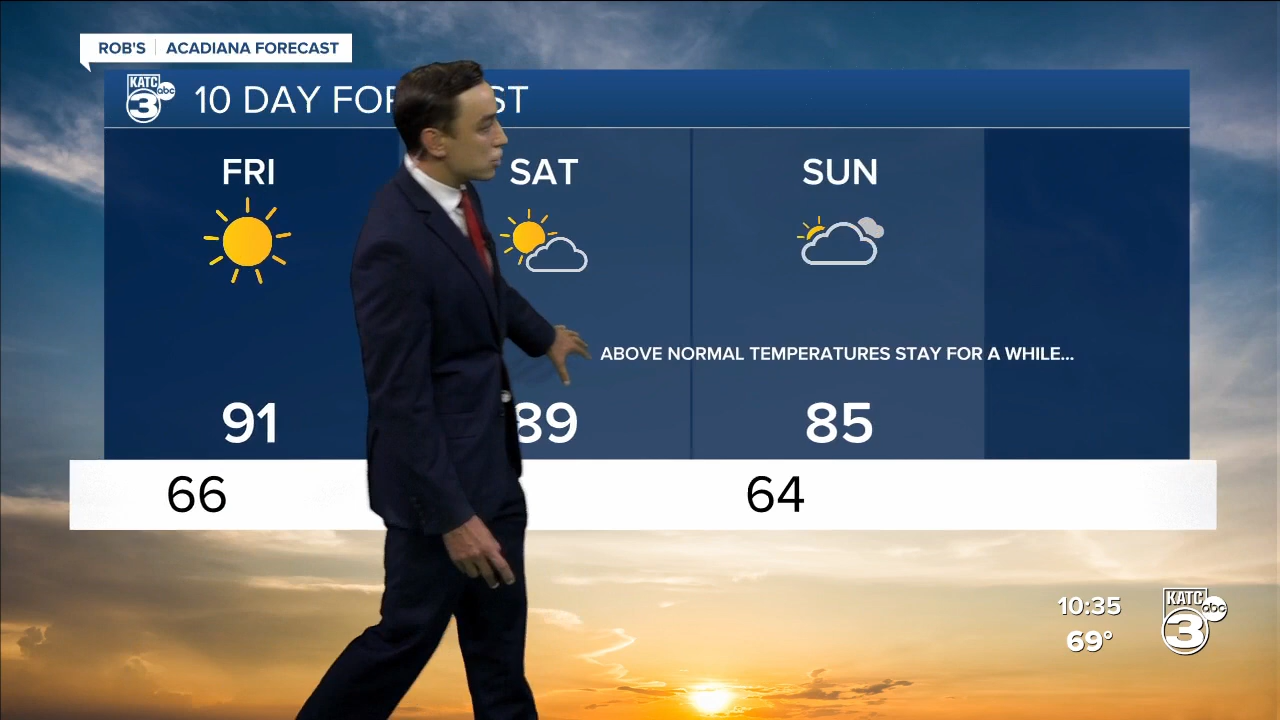 ROB'S | ACADIANA FORECAST
KATC 3 abc
10 DAY FOR ST
FRI SAT SUN
ABOVE NORMAL TEMPERATURES STAY FOR A WHILE...
91 89 85
66 64
10:35
69°
KATC 3 abc